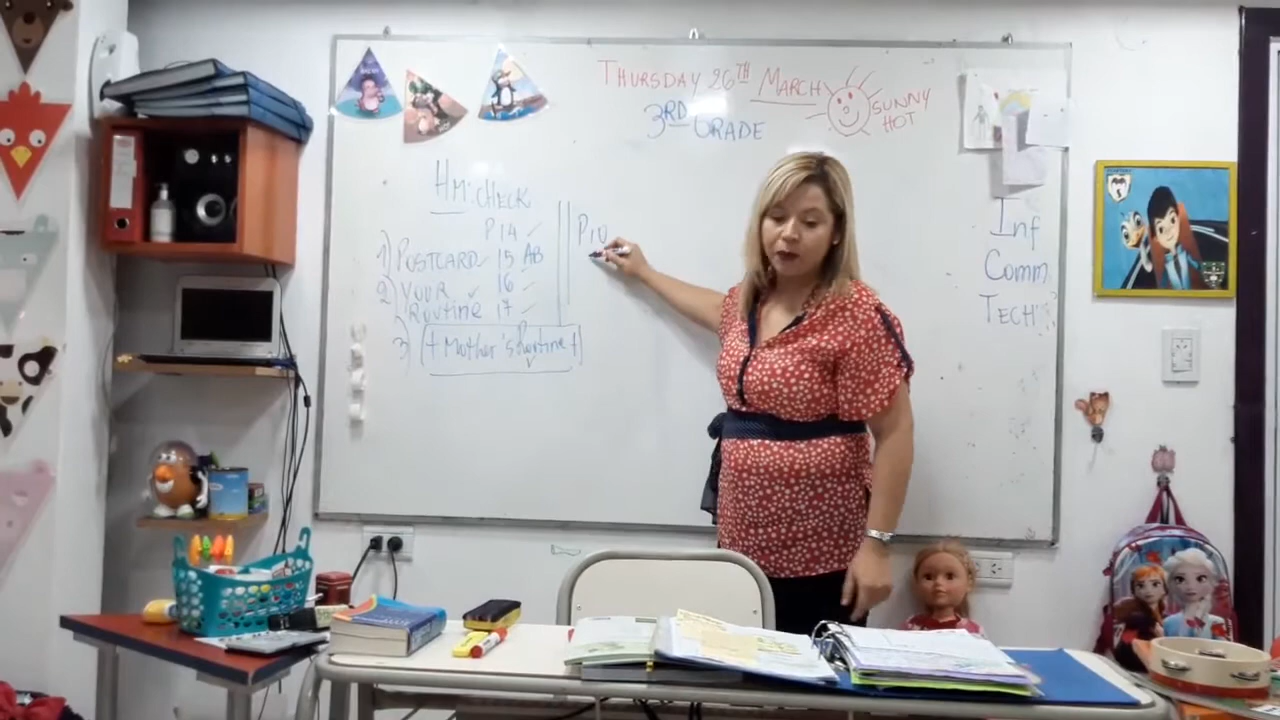 THURSDAY 26TH MARCH
3RD GRADE
SUNNY
HOT
HM: CHECK
P14 ✓
1) POSTCARD ✓ 15 AB
2) YOUR ✓ 16 ✓
ROUTINE 17 ✓
3) Mother's Routine
P10
Inf
Comm
TECH